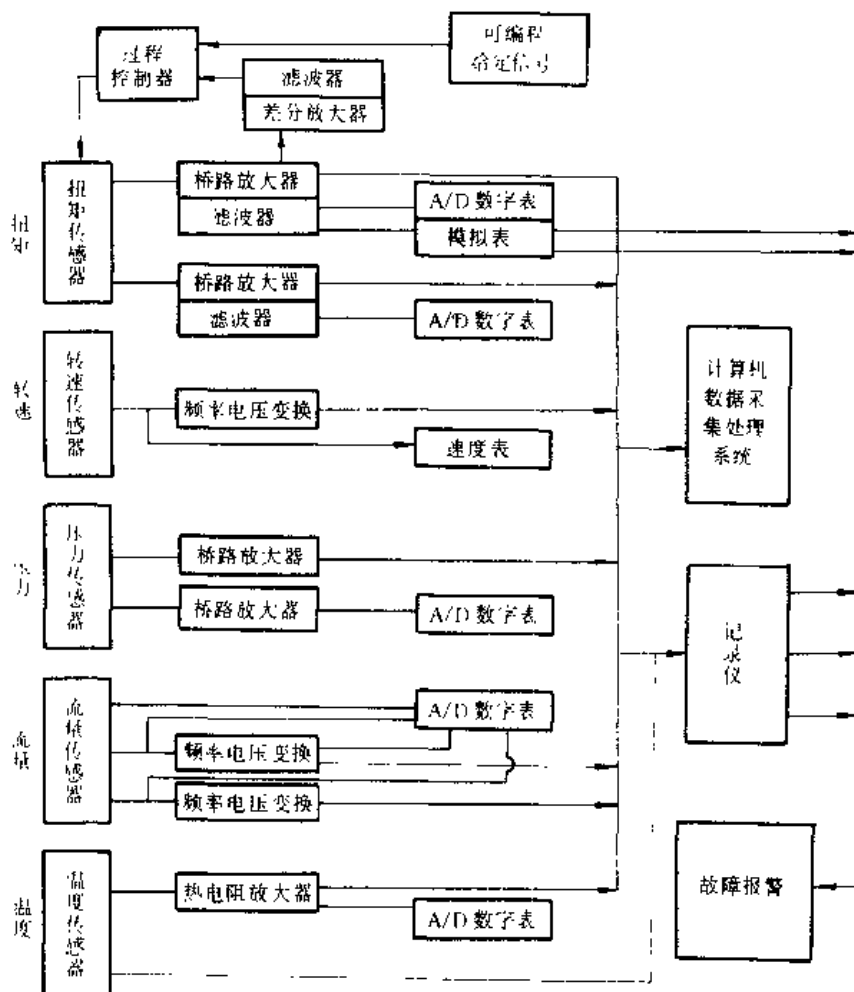 过程
控制器
可编程
给定信号
滤波器
差分放大器
扭矩
扭矩传感器
桥路放大器
滤波器
A/D 数字表
模拟表
桥路放大器
滤波器
A/D 数字表
转速
转速传感器
频率电压变换
速度表
计算机
数据采
集处理
系统
压力
压力传感器
桥路放大器
桥路放大器
A/D 数字表
记录仪
流量
流量传感器
A/D 数字表
频率电压变换
频率电压变换
温度
温度传感器
热电阻放大器
A/D 数字表
故障报警